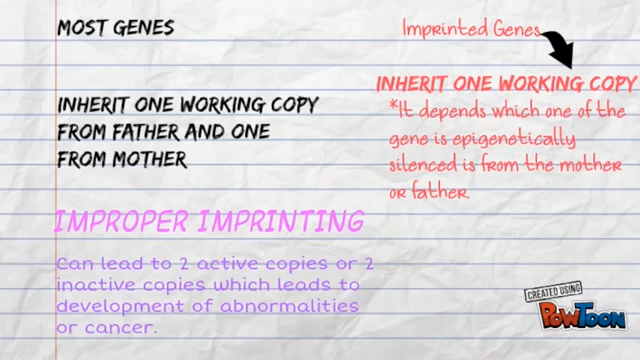 MOST GENES
INHERIT ONE WORKING COPY
FROM FATHER AND ONE
FROM MOTHER
Imprinted Genes
INHERIT ONE WORKING COPY
*It depends which one of the
gene is epigenetically
silenced is from the mother
or father.
IMPROPER IMPRINTING
Can lead to 2 active copies or 2
inactive copies which leads to
development of abnormalities
or cancer.
CREATED USING
POWTOON